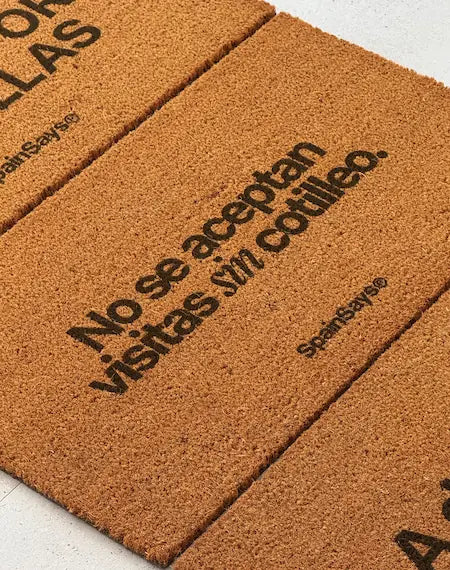 LLAS
SpainSays®
No se aceptan
visitas sin cotilleo.
SpainSays®